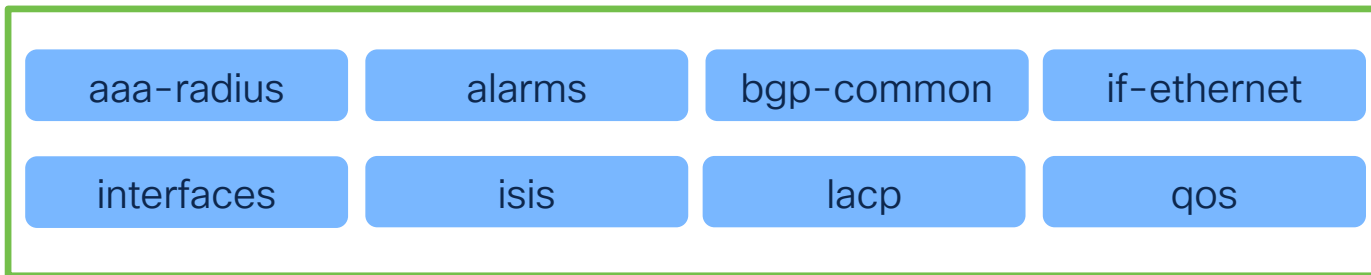 aaa-radius alarms bgp-common if-ethernet
interfaces isis lacp qos